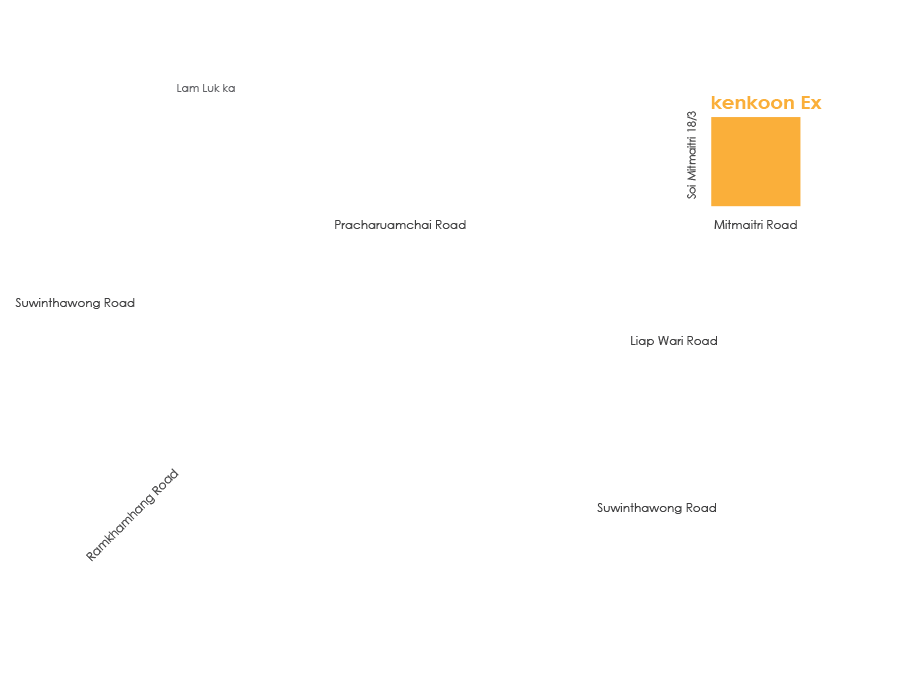 Lam Luk ka
kenkoon Ex
Soi Mitmaitri 18/3
Pracharuamchai Road
Mitmaitri Road
Suwinthawong Road
Liap Wari Road
Ramkhamhang Road
Suwinthawong Road